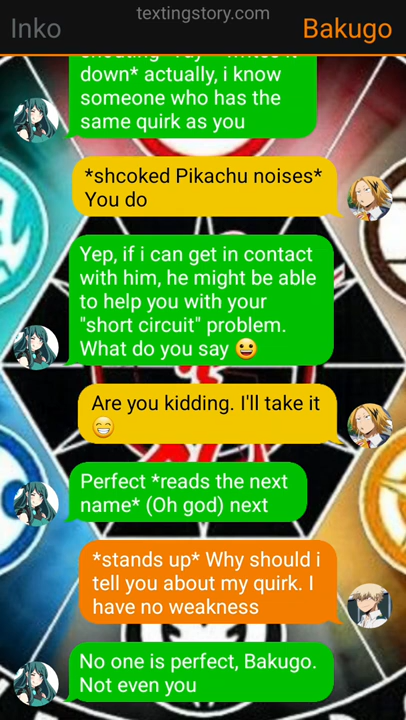 textingstory.com
Inko
Bakugo
down* actually, i know
someone who has the
same quirk as you
*shcoked Pikachu noises*
You do
Yep, if i can get in contact
with him, he might be able
to help you with your
"short circuit" problem.
What do you say 😀
Are you kidding. I'll take it
😁
Perfect *reads the next
name* (Oh god) next
*stands up* Why should i
tell you about my quirk. I
have no weakness
No one is perfect, Bakugo.
Not even you